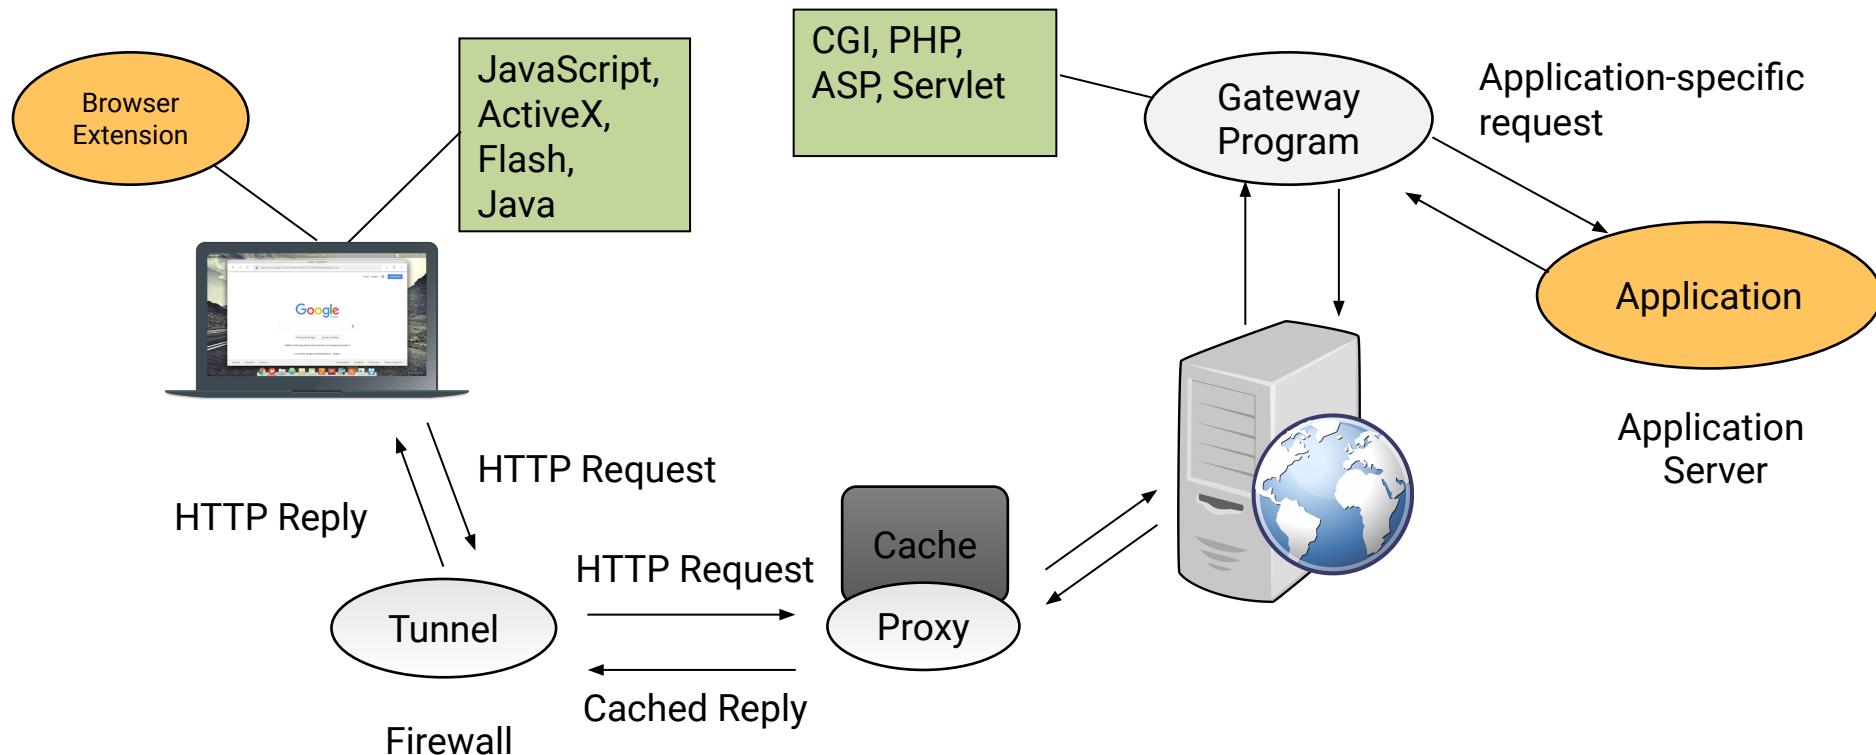 Browser
Extension
JavaScript,
ActiveX,
Flash,
Java
CGI, PHP,
ASP, Servlet
Gateway
Program
Application-specific
request
Application
Application
Server
Google
HTTP Request
HTTP Reply
Cache
Proxy
HTTP Request
Tunnel
Cached Reply
Firewall